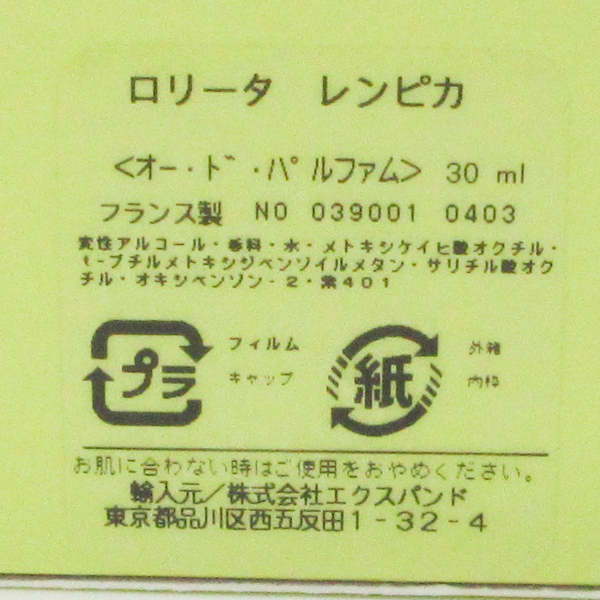 ロリータ　レンピカ
<オー・ド・パルファム>　30 ml
フランス製　NO 039001 0403
変性アルコール・香料・水・メトキシケイヒ酸オクチル・
t-ブチルメトキシジベンゾイルメタン・サリチル酸オク
チル・オキシベンゾン-2・紫401
プラ
フィルム
キャップ
紙
外箱
内枠
お肌に合わない時はご使用をおやめください。
輸入元／株式会社エクスパンド
東京都品川区西五反田1-32-4